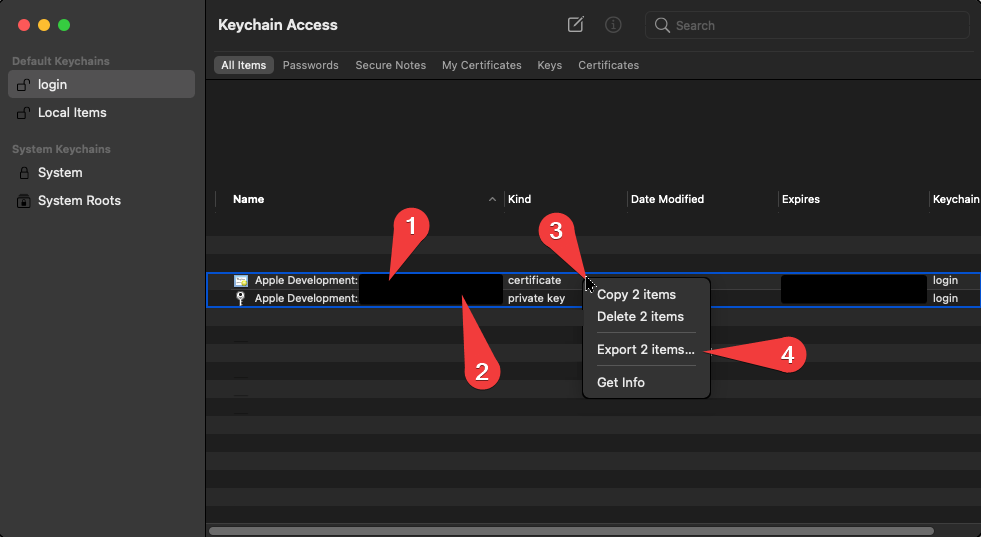 Keychain Access
Search
Default Keychains
login
Local Items
System Keychains
System
System Roots
All Items Passwords Secure Notes My Certificates Keys Certificates
Name Kind Date Modified Expires Keychain
1
3
Apple Development: certificate login
Apple Development: private key login
Copy 2 items
Delete 2 items
Export 2 items...
4
2
Get Info